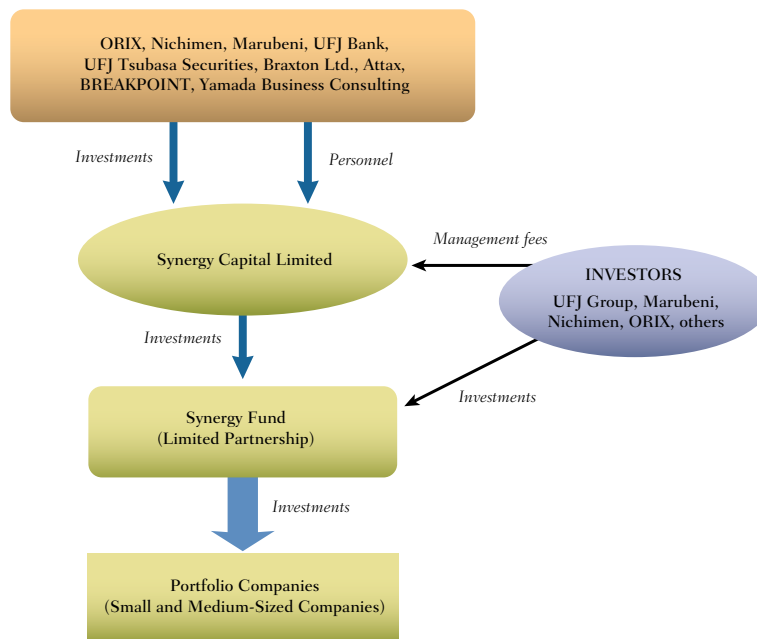 ORIX, Nichimen, Marubeni, UFJ Bank,
UFJ Tsubasa Securities, Braxton Ltd., Attax,
BREAKPOINT, Yamada Business Consulting
Investments
Personnel
Synergy Capital Limited
Management fees
INVESTORS
UFJ Group, Marubeni,
Nichimen, ORIX, others
Investments
Investments
Synergy Fund
(Limited Partnership)
Investments
Portfolio Companies
(Small and Medium-Sized Companies)